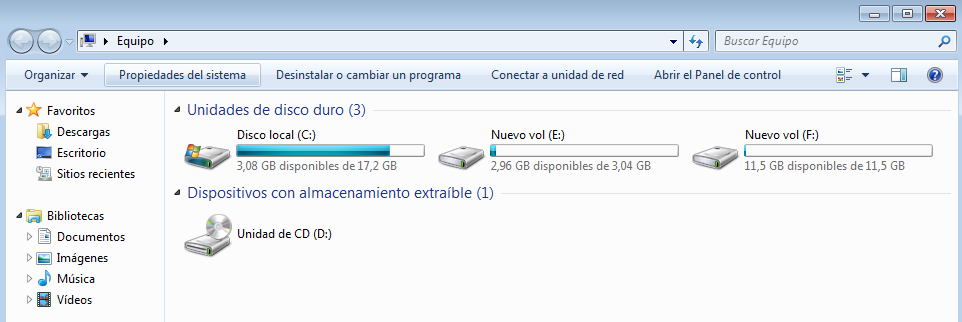 Equipo
Buscar Equipo
Organizar Propiedades del sistema Desinstalar o cambiar un programa Conectar a unidad de red Abrir el Panel de control
Favoritos
Descargas
Escritorio
Sitios recientes
Bibliotecas
Documentos
Imágenes
Música
Vídeos
Unidades de disco duro (3)
Disco local (C:)
3,08 GB disponibles de 17,2 GB
Nuevo vol (E:)
2,96 GB disponibles de 3,04 GB
Nuevo vol (F:)
11,5 GB disponibles de 11,5 GB
Dispositivos con almacenamiento extraíble (1)
Unidad de CD (D:)